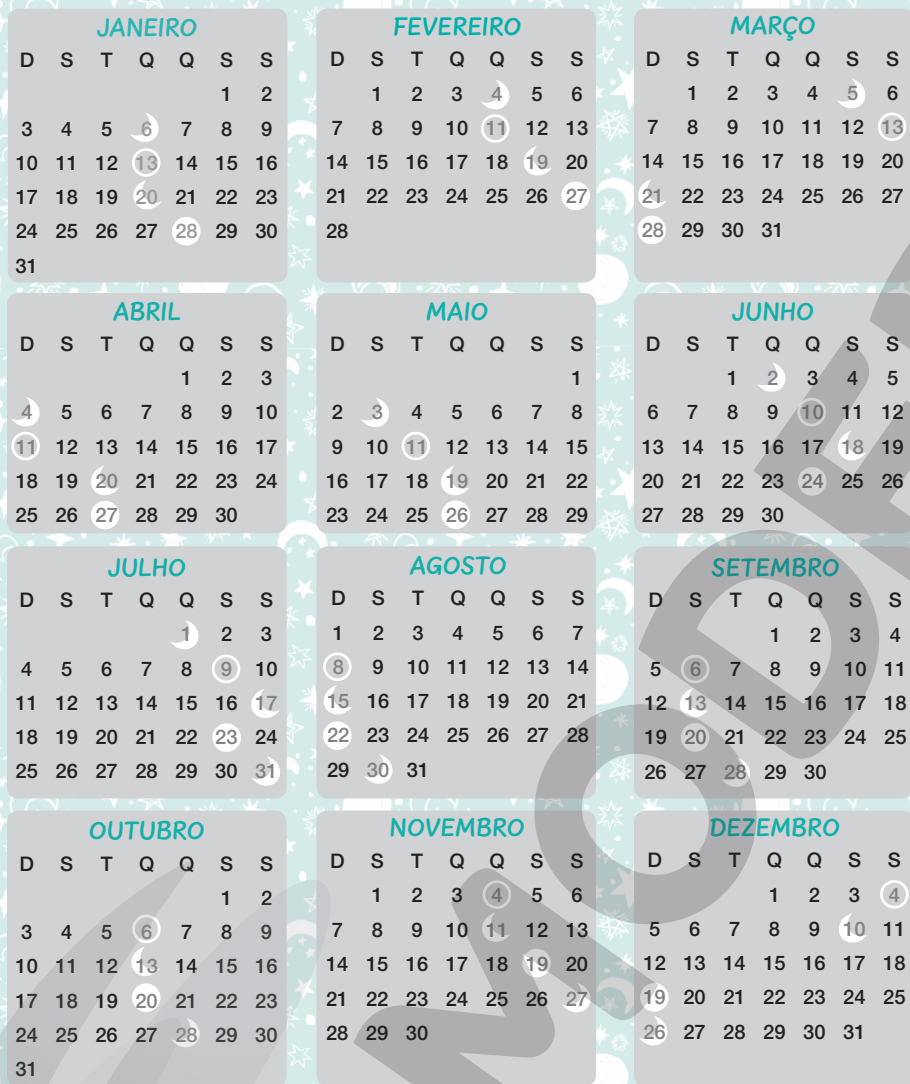 JANEIRO
D S T Q Q S S
1 2
3 4 5 6 7 8 9
10 11 12 13 14 15 16
17 18 19 20 21 22 23
24 25 26 27 28 29 30
31
FEVEREIRO
D S T Q Q S S
1 2 3 4 5 6
7 8 9 10 11 12 13
14 15 16 17 18 19 20
21 22 23 24 25 26 27
28
MARÇO
D S T Q Q S S
1 2 3 4 5 6
7 8 9 10 11 12 13
14 15 16 17 18 19 20
21 22 23 24 25 26 27
28 29 30 31
ABRIL
D S T Q Q S S
1 2 3
4 5 6 7 8 9 10
11 12 13 14 15 16 17
18 19 20 21 22 23 24
25 26 27 28 29 30
MAIO
D S T Q Q S S
1
2 3 4 5 6 7 8
9 10 11 12 13 14 15
16 17 18 19 20 21 22
23 24 25 26 27 28 29
JUNHO
D S T Q Q S S
1 2 3 4 5
6 7 8 9 10 11 12
13 14 15 16 17 18 19
20 21 22 23 24 25 26
27 28 29 30
JULHO
D S T Q Q S S
1 2 3
4 5 6 7 8 9 10
11 12 13 14 15 16 17
18 19 20 21 22 23 24
25 26 27 28 29 30 31
AGOSTO
D S T Q Q S S
1 2 3 4 5 6 7
8 9 10 11 12 13 14
15 16 17 18 19 20 21
22 23 24 25 26 27 28
29 30 31
SETEMBRO
D S T Q Q S S
1 2 3 4
5 6 7 8 9 10 11
12 13 14 15 16 17 18
19 20 21 22 23 24 25
26 27 28 29 30
OUTUBRO
D S T Q Q S S
1 2
3 4 5 6 7 8 9
10 11 12 13 14 15 16
17 18 19 20 21 22 23
24 25 26 27 28 29 30
31
NOVEMBRO
D S T Q Q S S
1 2 3 4 5 6
7 8 9 10 11 12 13
14 15 16 17 18 19 20
21 22 23 24 25 26 27
28 29 30
DEZEMBRO
D S T Q Q S S
1 2 3 4
5 6 7 8 9 10 11
12 13 14 15 16 17 18
19 20 21 22 23 24 25
26 27 28 29 30 31